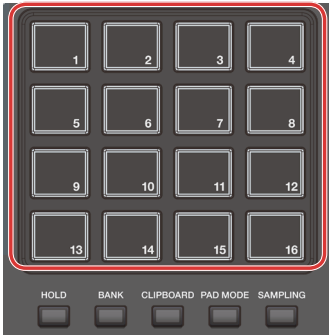 1 2 3 4
5 6 7 8
9 10 11 12
13 14 15 16
HOLD BANK CLIPBOARD PAD MODE SAMPLING